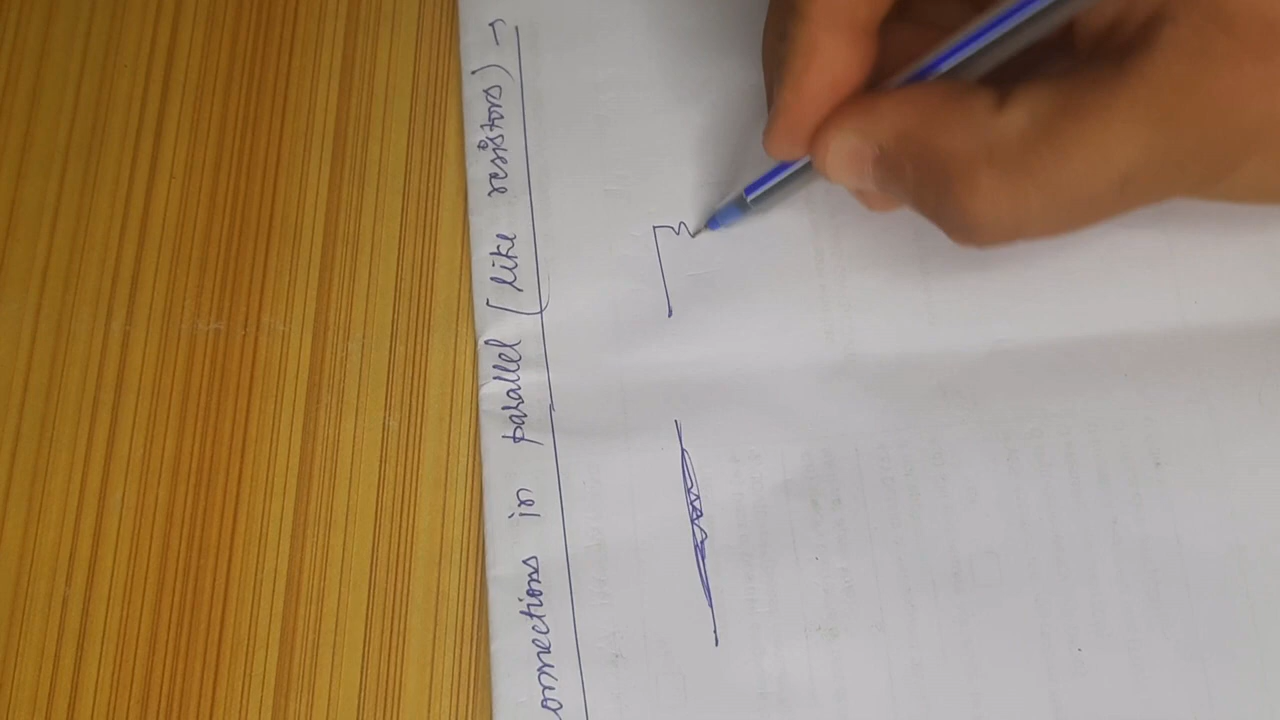 onnections in parallel (like resistors) →